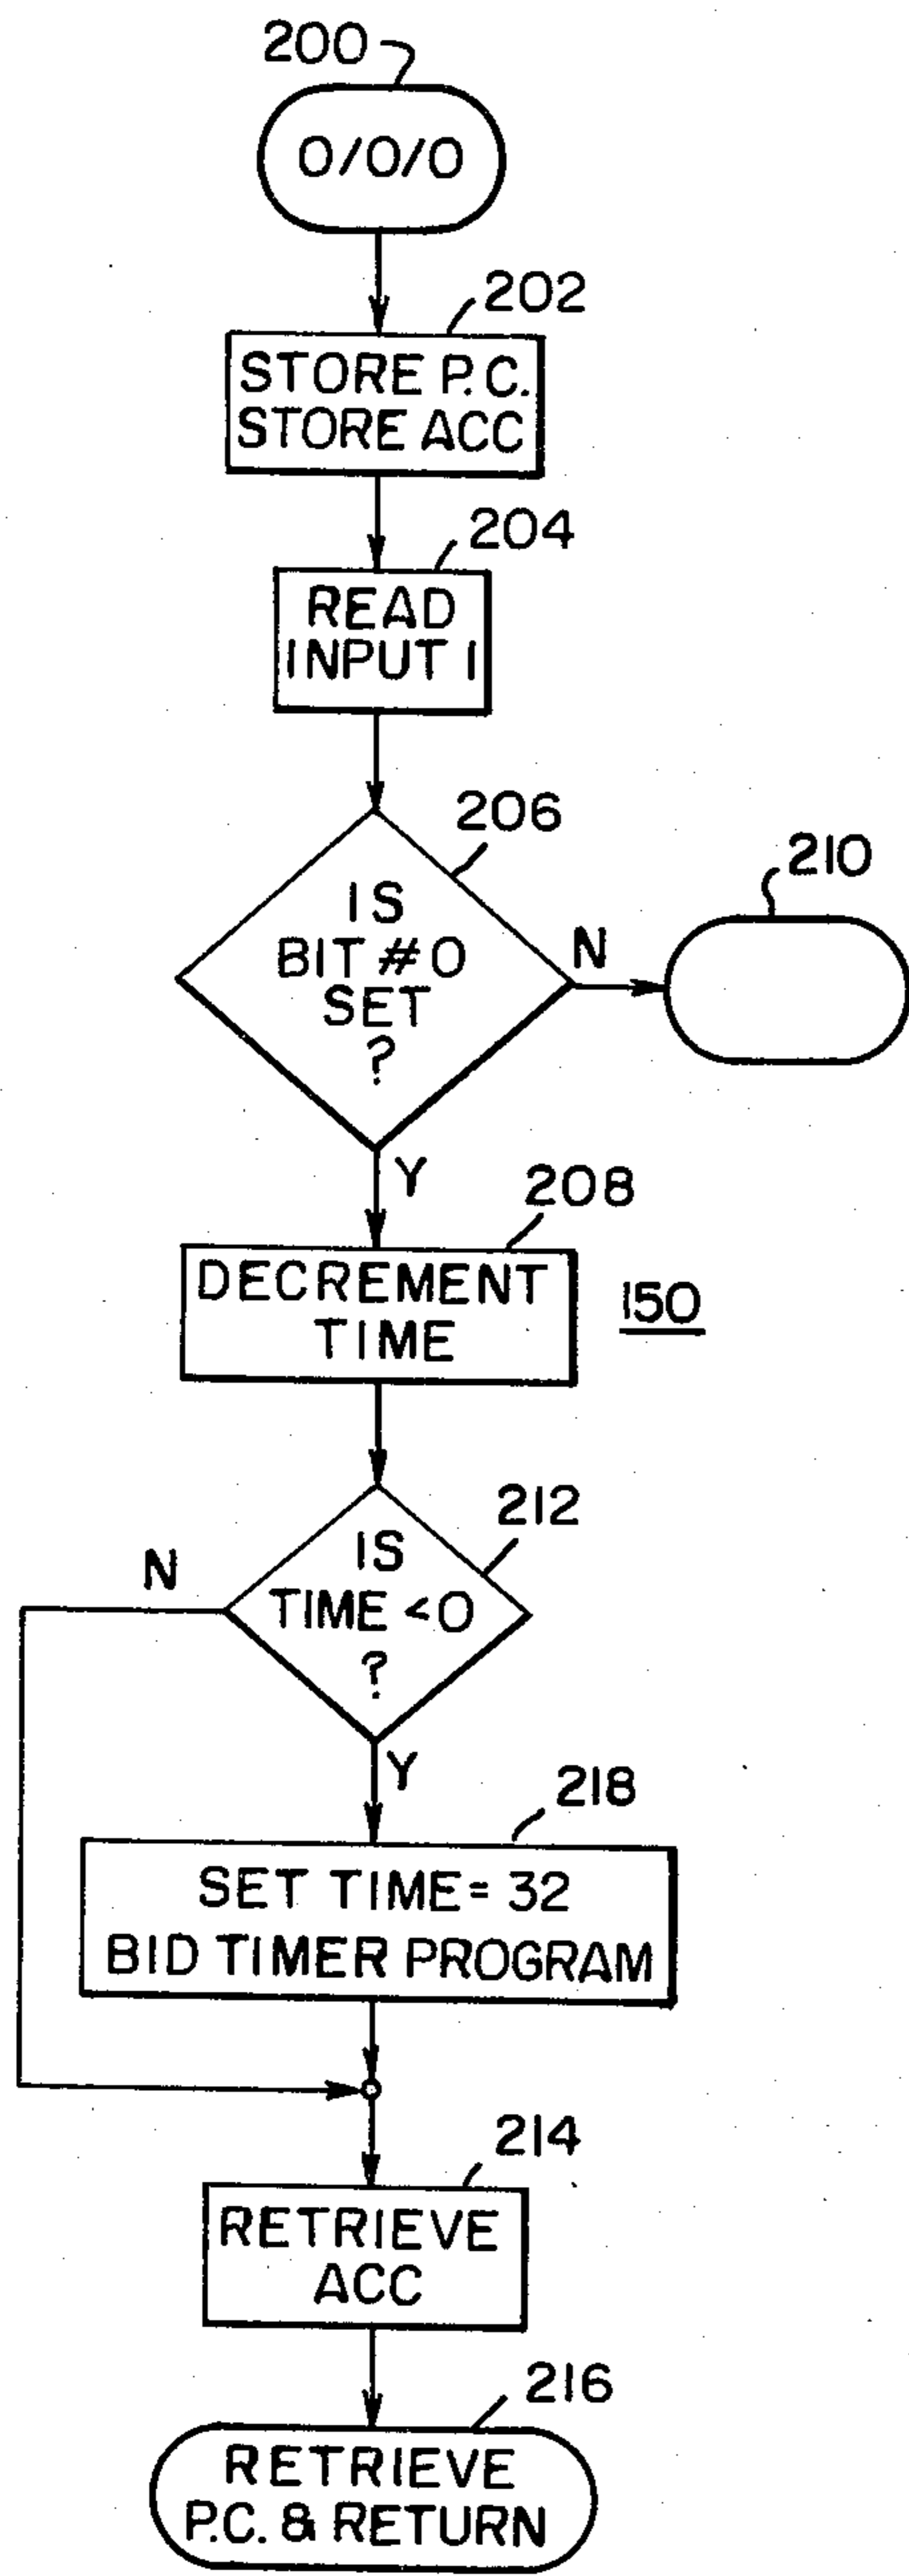 200
0/0/0
202
STORE P.C.
STORE ACC
204
READ
INPUT 1
206
IS
BIT #0
SET
?
N
210
Y
208
DECREMENT
TIME
150
212
IS
TIME <0
?
N
Y
218
SET TIME= 32
BID TIMER PROGRAM
214
RETRIEVE
ACC
216
RETRIEVE
P.C. & RETURN